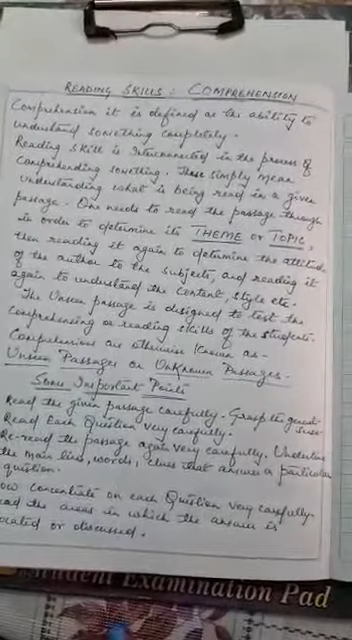 READING SKILLS : COMPREHENSION
Comprehension it is defined as the ability to
understand something completely.
Reading skill is Interconnected in the process of
Comprehending something. These simply mean
understanding what is being read in a given
passage. One needs to read the passage through
in order to determine its THEME or TOPIC,
then reading it again to determine the attitude
of the author to the subjects, and reading it
again to understand the Content, Style etc.
The Unseen passage is designed to test the
comprehending or reading skills of the students.
Comprehensions are otherwise known as -
Unseen Passages or Unknown Passages.
Some Important Points
Read the given passage carefully. Grasp the general
Read Each Question very carefully.
Re-read the passage again very carefully. Underline
the main line, words, clues that answer a particular
question.
ow concentrate on each Question very carefully.
ead the areas in which the answer is
ocated or discussed.
Student Examination Pad